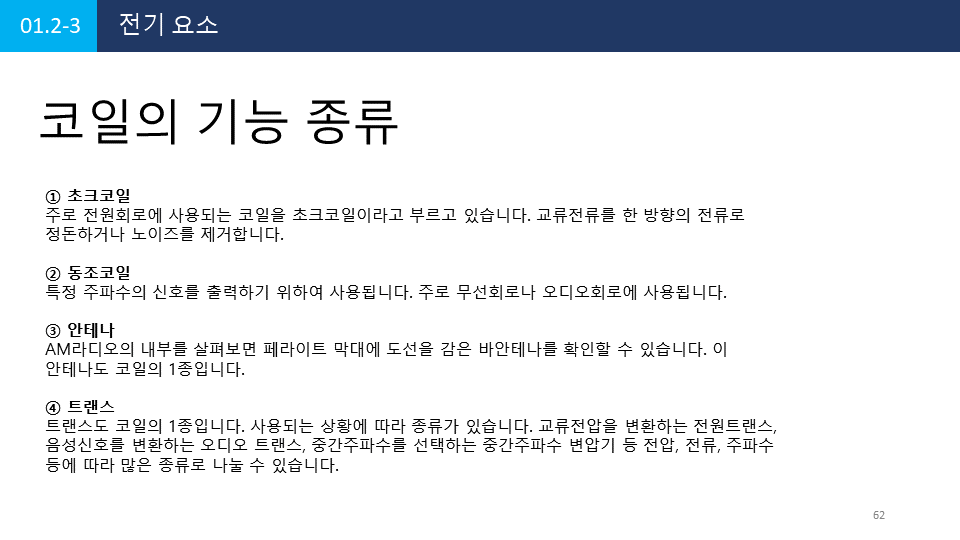 01.2-3 전기 요소
코일의 기능 종류
① 초크코일
주로 전원회로에 사용되는 코일을 초크코일이라고 부르고 있습니다. 교류전류를 한 방향의 전류로
정돈하거나 노이즈를 제거합니다.
② 동조코일
특정 주파수의 신호를 출력하기 위하여 사용됩니다. 주로 무선회로나 오디오회로에 사용됩니다.
③ 안테나
AM라디오의 내부를 살펴보면 페라이트 막대에 도선을 감은 바안테나를 확인할 수 있습니다. 이
안테나도 코일의 1종입니다.
④ 트랜스
트랜스도 코일의 1종입니다. 사용되는 상황에 따라 종류가 있습니다. 교류전압을 변환하는 전원트랜스,
음성신호를 변환하는 오디오 트랜스, 중간주파수를 선택하는 중간주파수 변압기 등 전압, 전류, 주파수
등에 따라 많은 종류로 나눌 수 있습니다.
62